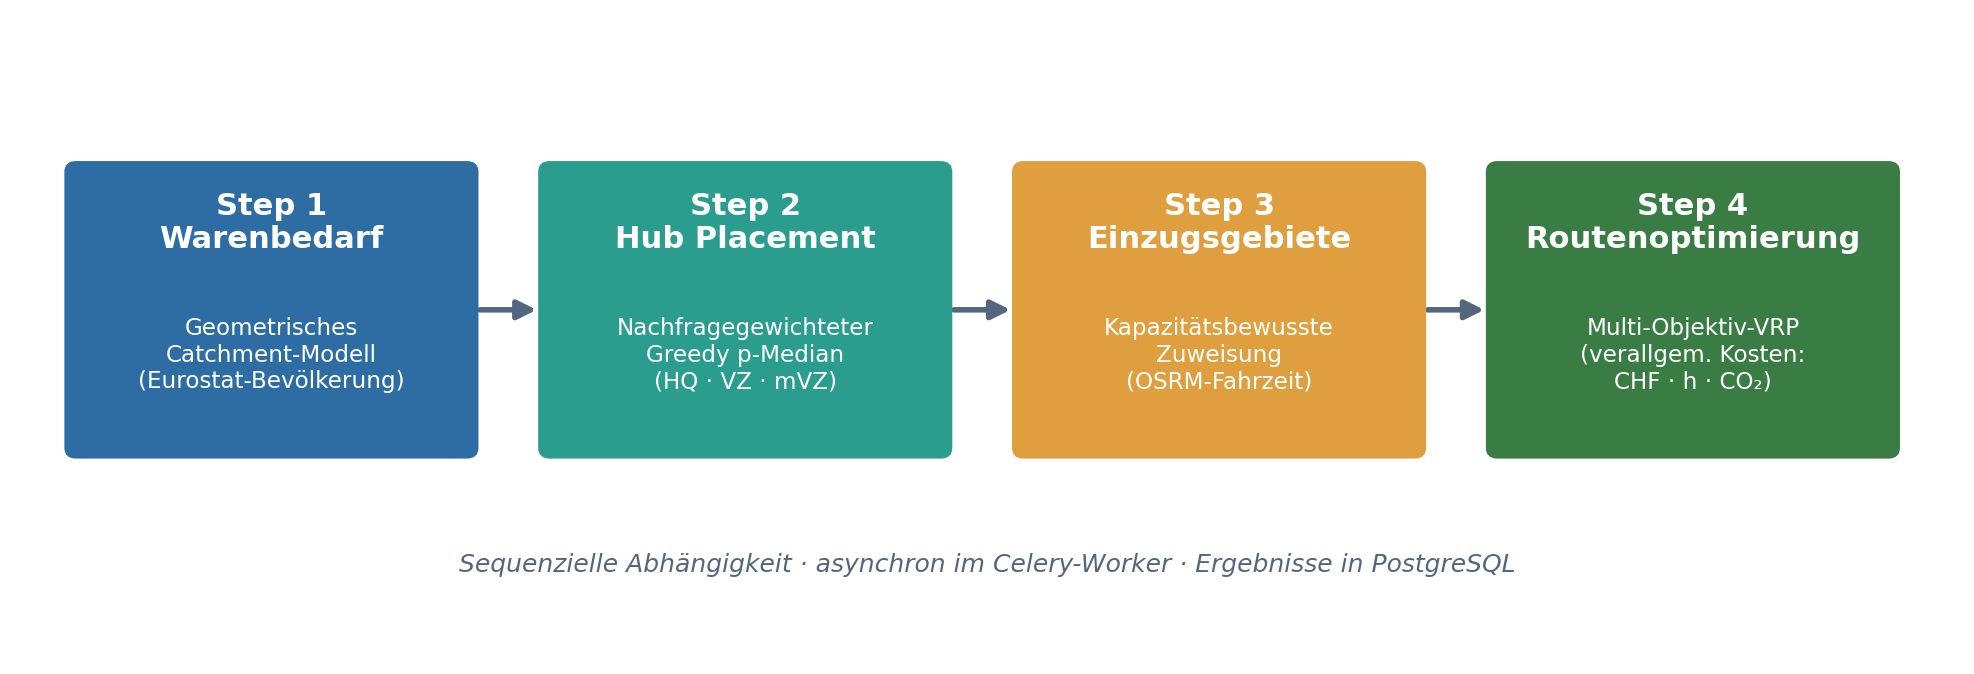 Step 1
Warenbedarf
Geometrisches
Catchment-Modell
(Eurostat-Bevölkerung)
Step 2
Hub Placement
Nachfragegewichteter
Greedy p-Median
(HQ · VZ · mVZ)
Step 3
Einzugsgebiete
Kapazitätsbewusste
Zuweisung
(OSRM-Fahrzeit)
Step 4
Routenoptimierung
Multi-Objektiv-VRP
(verallgem. Kosten:
CHF · h · CO₂)
Sequenzielle Abhängigkeit · asynchron im Celery-Worker · Ergebnisse in PostgreSQL